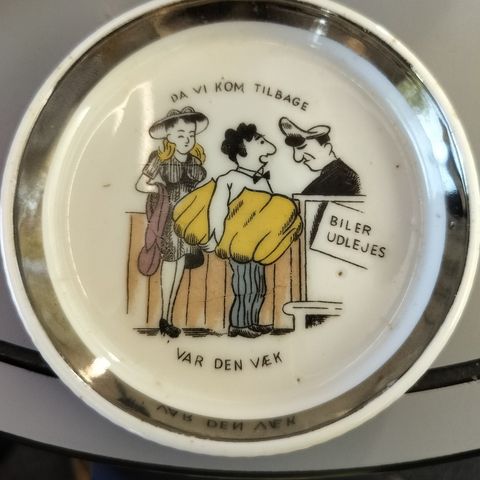 DA VI KOM TILBAGE
BILER
UDLEJES
VAR DEN VÆK